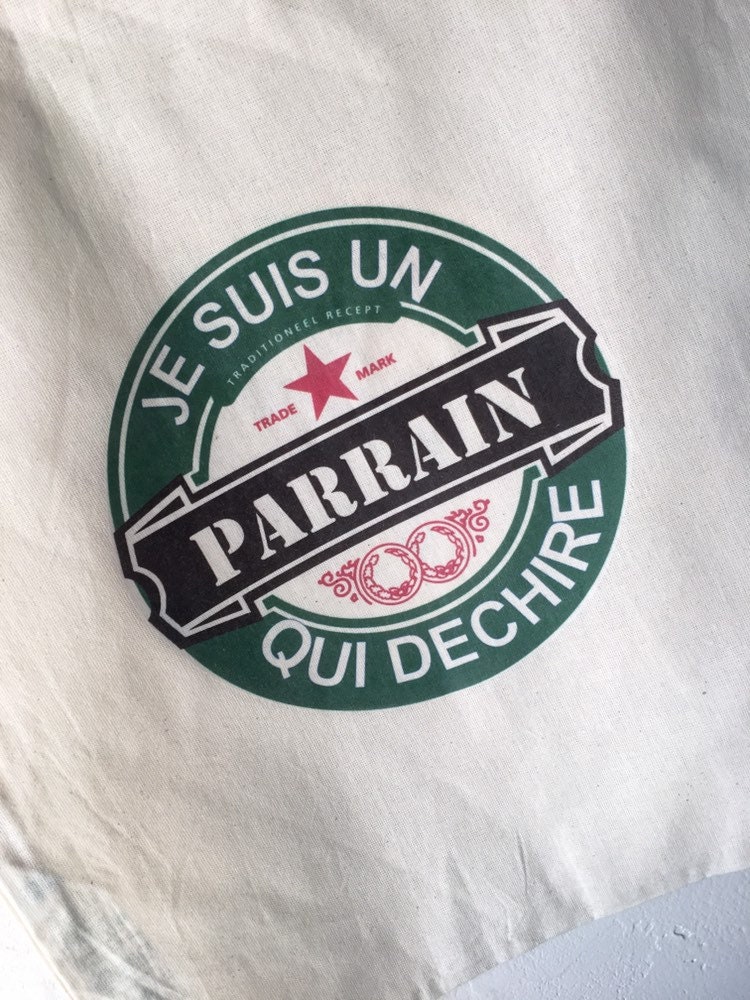 JE SUIS UN
TRADITIONEEL RECEPT
TRADE MARK
PARRAIN
QUI DECHIRE